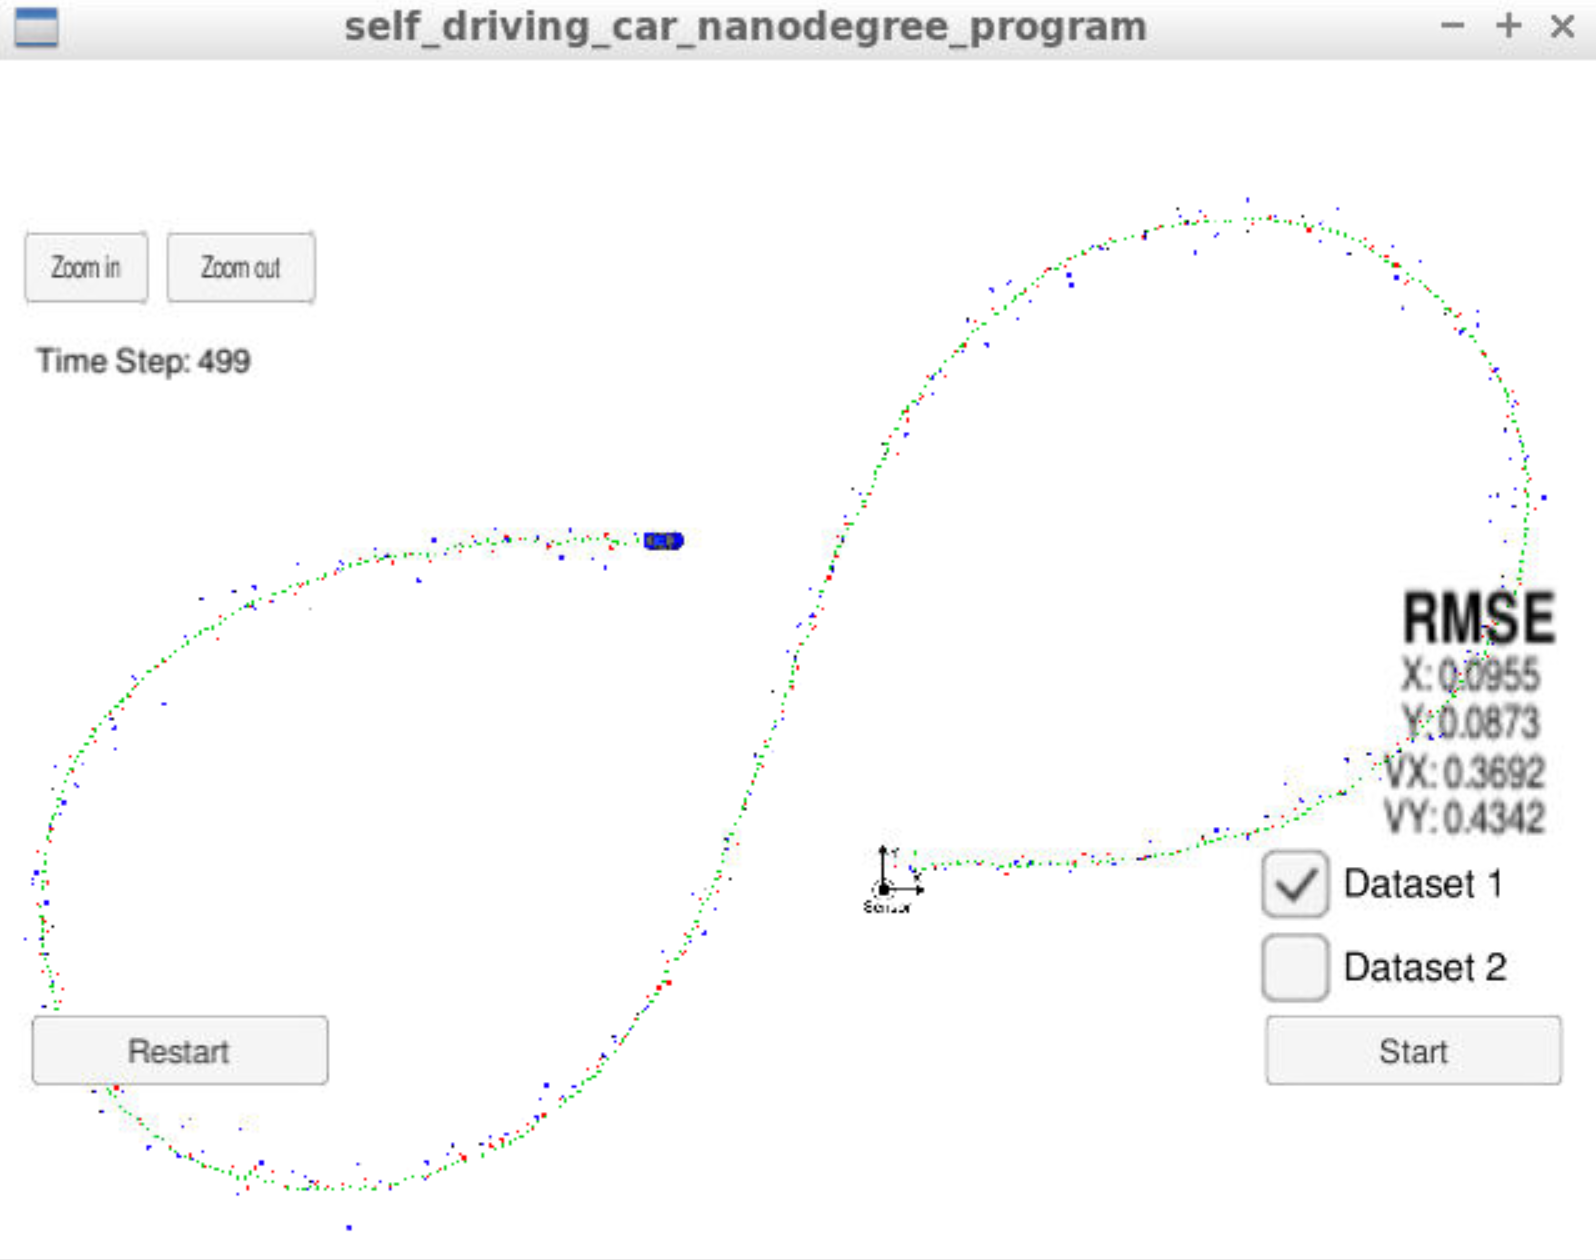 self_driving_car_nanodegree_program
Zoom in
Zoom out
Time Step: 499
RMSE
X: 0.0955
Y: 0.0873
VX: 0.3692
VY: 0.4342
Sensor
Dataset 1
Dataset 2
Restart
Start